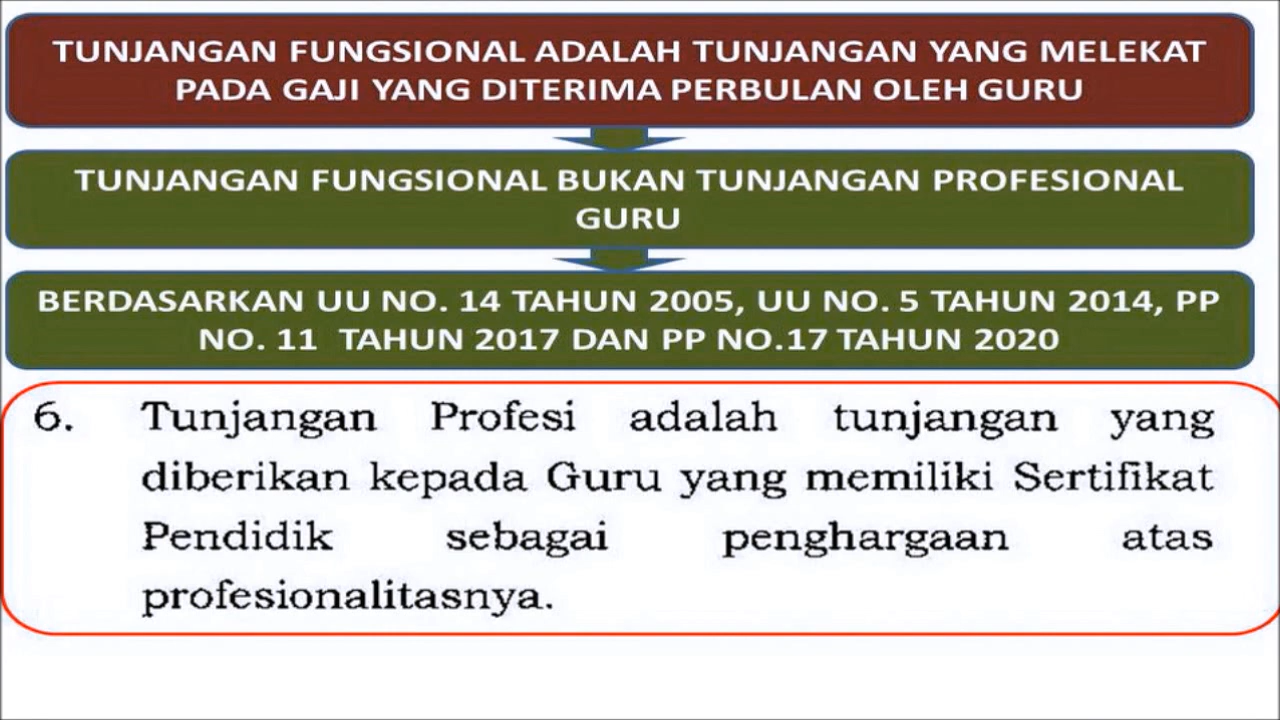 TUNJANGAN FUNGSIONAL ADALAH TUNJANGAN YANG MELEKAT
PADA GAJI YANG DITERIMA PERBULAN OLEH GURU
TUNJANGAN FUNGSIONAL BUKAN TUNJANGAN PROFESIONAL
GURU
BERDASARKAN UU NO. 14 TAHUN 2005, UU NO. 5 TAHUN 2014, PP
NO. 11 TAHUN 2017 DAN PP NO.17 TAHUN 2020
6. Tunjangan Profesi adalah tunjangan yang
diberikan kepada Guru yang memiliki Sertifikat
Pendidik sebagai penghargaan atas
profesionalitasnya.